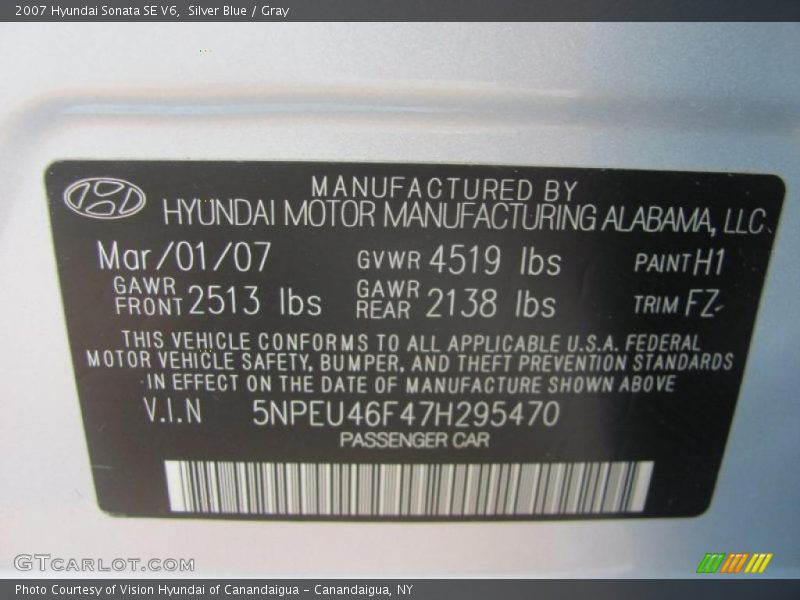 2007 Hyundai Sonata SE V6, Silver Blue / Gray
MANUFACTURED BY
HYUNDAI MOTOR MANUFACTURING ALABAMA, LLC
Mar/01/07 GVWR 4519 lbs PAINT H1
GAWR FRONT 2513 lbs GAWR REAR 2138 lbs TRIM FZ
THIS VEHICLE CONFORMS TO ALL APPLICABLE U.S.A. FEDERAL
MOTOR VEHICLE SAFETY, BUMPER, AND THEFT PREVENTION STANDARDS
IN EFFECT ON THE DATE OF MANUFACTURE SHOWN ABOVE
V.I.N 5NPEU46F47H295470
PASSENGER CAR
GTCARLOT.COM
Photo Courtesy of Vision Hyundai of Canandaigua - Canandaigua, NY